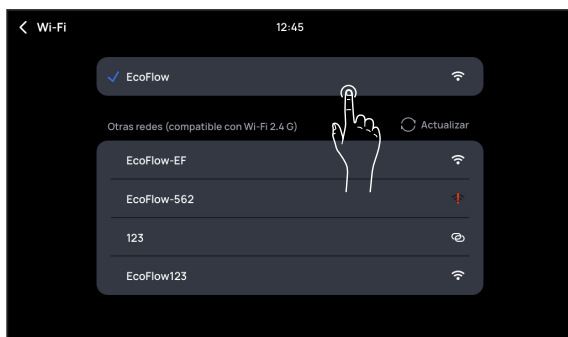 Wi-Fi
12:45
EcoFlow
Otras redes (compatible con Wi-Fi 2.4 G)
Actualizar
EcoFlow-EF
EcoFlow-562
123
EcoFlow123